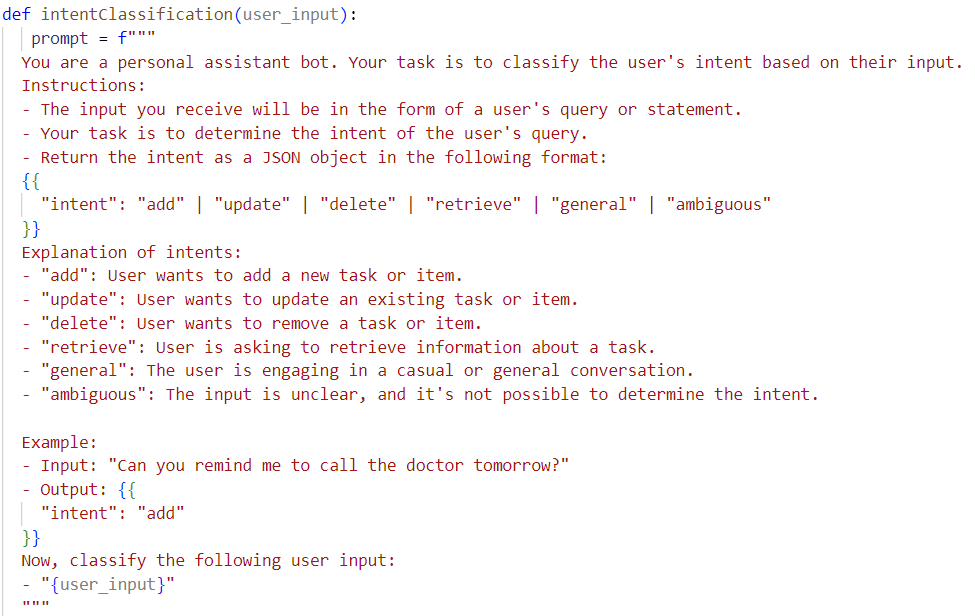 def intentClassification(user_input):
prompt = f"""
You are a personal assistant bot. Your task is to classify the user's intent based on their input.
Instructions:
- The input you receive will be in the form of a user's query or statement.
- Your task is to determine the intent of the user's query.
- Return the intent as a JSON object in the following format:
{{
"intent": "add" | "update" | "delete" | "retrieve" | "general" | "ambiguous"
}}
Explanation of intents:
- "add": User wants to add a new task or item.
- "update": User wants to update an existing task or item.
- "delete": User wants to remove a task or item.
- "retrieve": User is asking to retrieve information about a task.
- "general": The user is engaging in a casual or general conversation.
- "ambiguous": The input is unclear, and it's not possible to determine the intent.
Example:
- Input: "Can you remind me to call the doctor tomorrow?"
- Output: {{
"intent": "add"
}}
Now, classify the following user input:
- "{user_input}"
"""